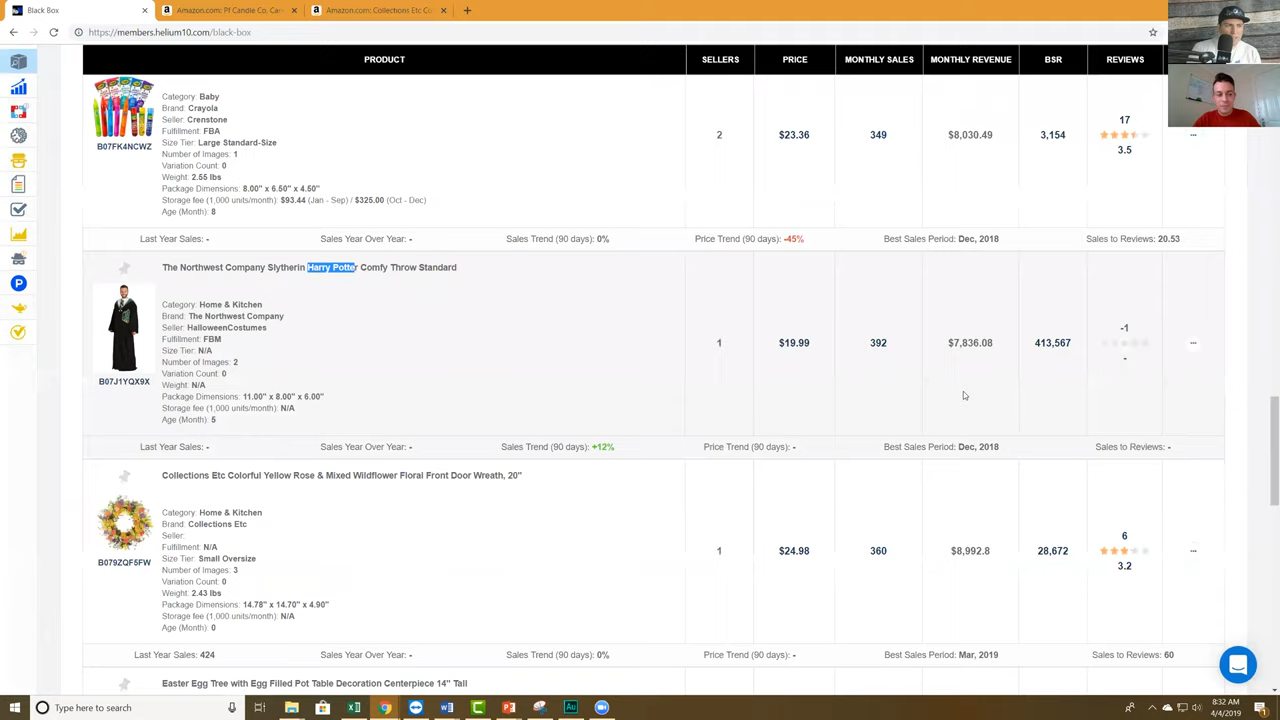 Black Box
Amazon.com: Pf Candle Co. Ca
Amazon.com: Collections Etc Co
https://members.helium10.com/black-box
PRODUCT SELLERS PRICE MONTHLY SALES MONTHLY REVENUE BSR REVIEWS
Category: Baby
Brand: Crayola
Seller: Crenstone
Fulfillment: FBA
Size Tier: Large Standard-Size
Number of Images: 1
Variation Count: 0
Weight: 2.55 lbs
Package Dimensions: 8.00" x 6.50" x 4.50"
Storage fee (1,000 units/month): $93.44 (Jan - Sep) / $325.00 (Oct - Dec)
Age (Month): 8
B07FK4NCWZ
2 $23.36 349 $8,030.49 3,154 17
3.5
...
Last Year Sales: - Sales Year Over Year: - Sales Trend (90 days): 0% Price Trend (90 days): -45% Best Sales Period: Dec, 2018 Sales to Reviews: 20.53
The Northwest Company Slytherin Harry Potter Comfy Throw Standard
Category: Home & Kitchen
Brand: The Northwest Company
Seller: HalloweenCostumes
Fulfillment: FBM
Size Tier: N/A
Number of Images: 2
Variation Count: 0
Weight: N/A
Package Dimensions: 11.00" x 8.00" x 6.00"
Storage fee (1,000 units/month): N/A
Age (Month): 5
B07J1YQX9X
1 $19.99 392 $7,836.08 413,567 -1
-
...
Last Year Sales: - Sales Year Over Year: - Sales Trend (90 days): +12% Price Trend (90 days): - Best Sales Period: Dec, 2018 Sales to Reviews: -
Collections Etc Colorful Yellow Rose & Mixed Wildflower Floral Front Door Wreath, 20"
Category: Home & Kitchen
Brand: Collections Etc
Seller:
Fulfillment: N/A
Size Tier: Small Oversize
Number of Images: 3
Variation Count: 0
Weight: 2.43 lbs
Package Dimensions: 14.78" x 14.70" x 4.90"
Storage fee (1,000 units/month): N/A
Age (Month): 0
B079ZQF5FW
1 $24.98 360 $8,992.8 28,672 6
3.2
...
Last Year Sales: 424 Sales Year Over Year: - Sales Trend (90 days): 0% Price Trend (90 days): - Best Sales Period: Mar, 2019 Sales to Reviews: 60
Easter Egg Tree with Egg Filled Pot Table Decoration Centerpiece 14" Tall
Type here to search
8:32 AM
4/4/2019